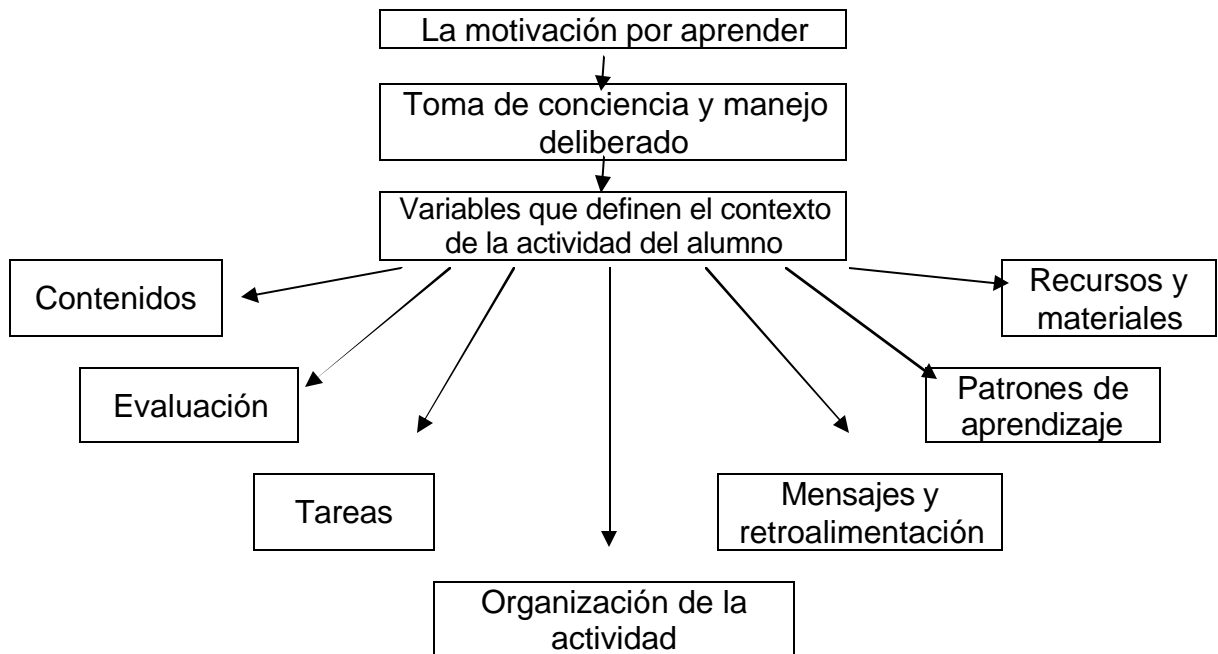 La motivación por aprender
Toma de conciencia y manejo
deliberado
Variables que definen el contexto
de la actividad del alumno
Contenidos
Recursos y
materiales
Evaluación
Patrones de
aprendizaje
Tareas
Mensajes y
retroalimentación
Organización de la
actividad